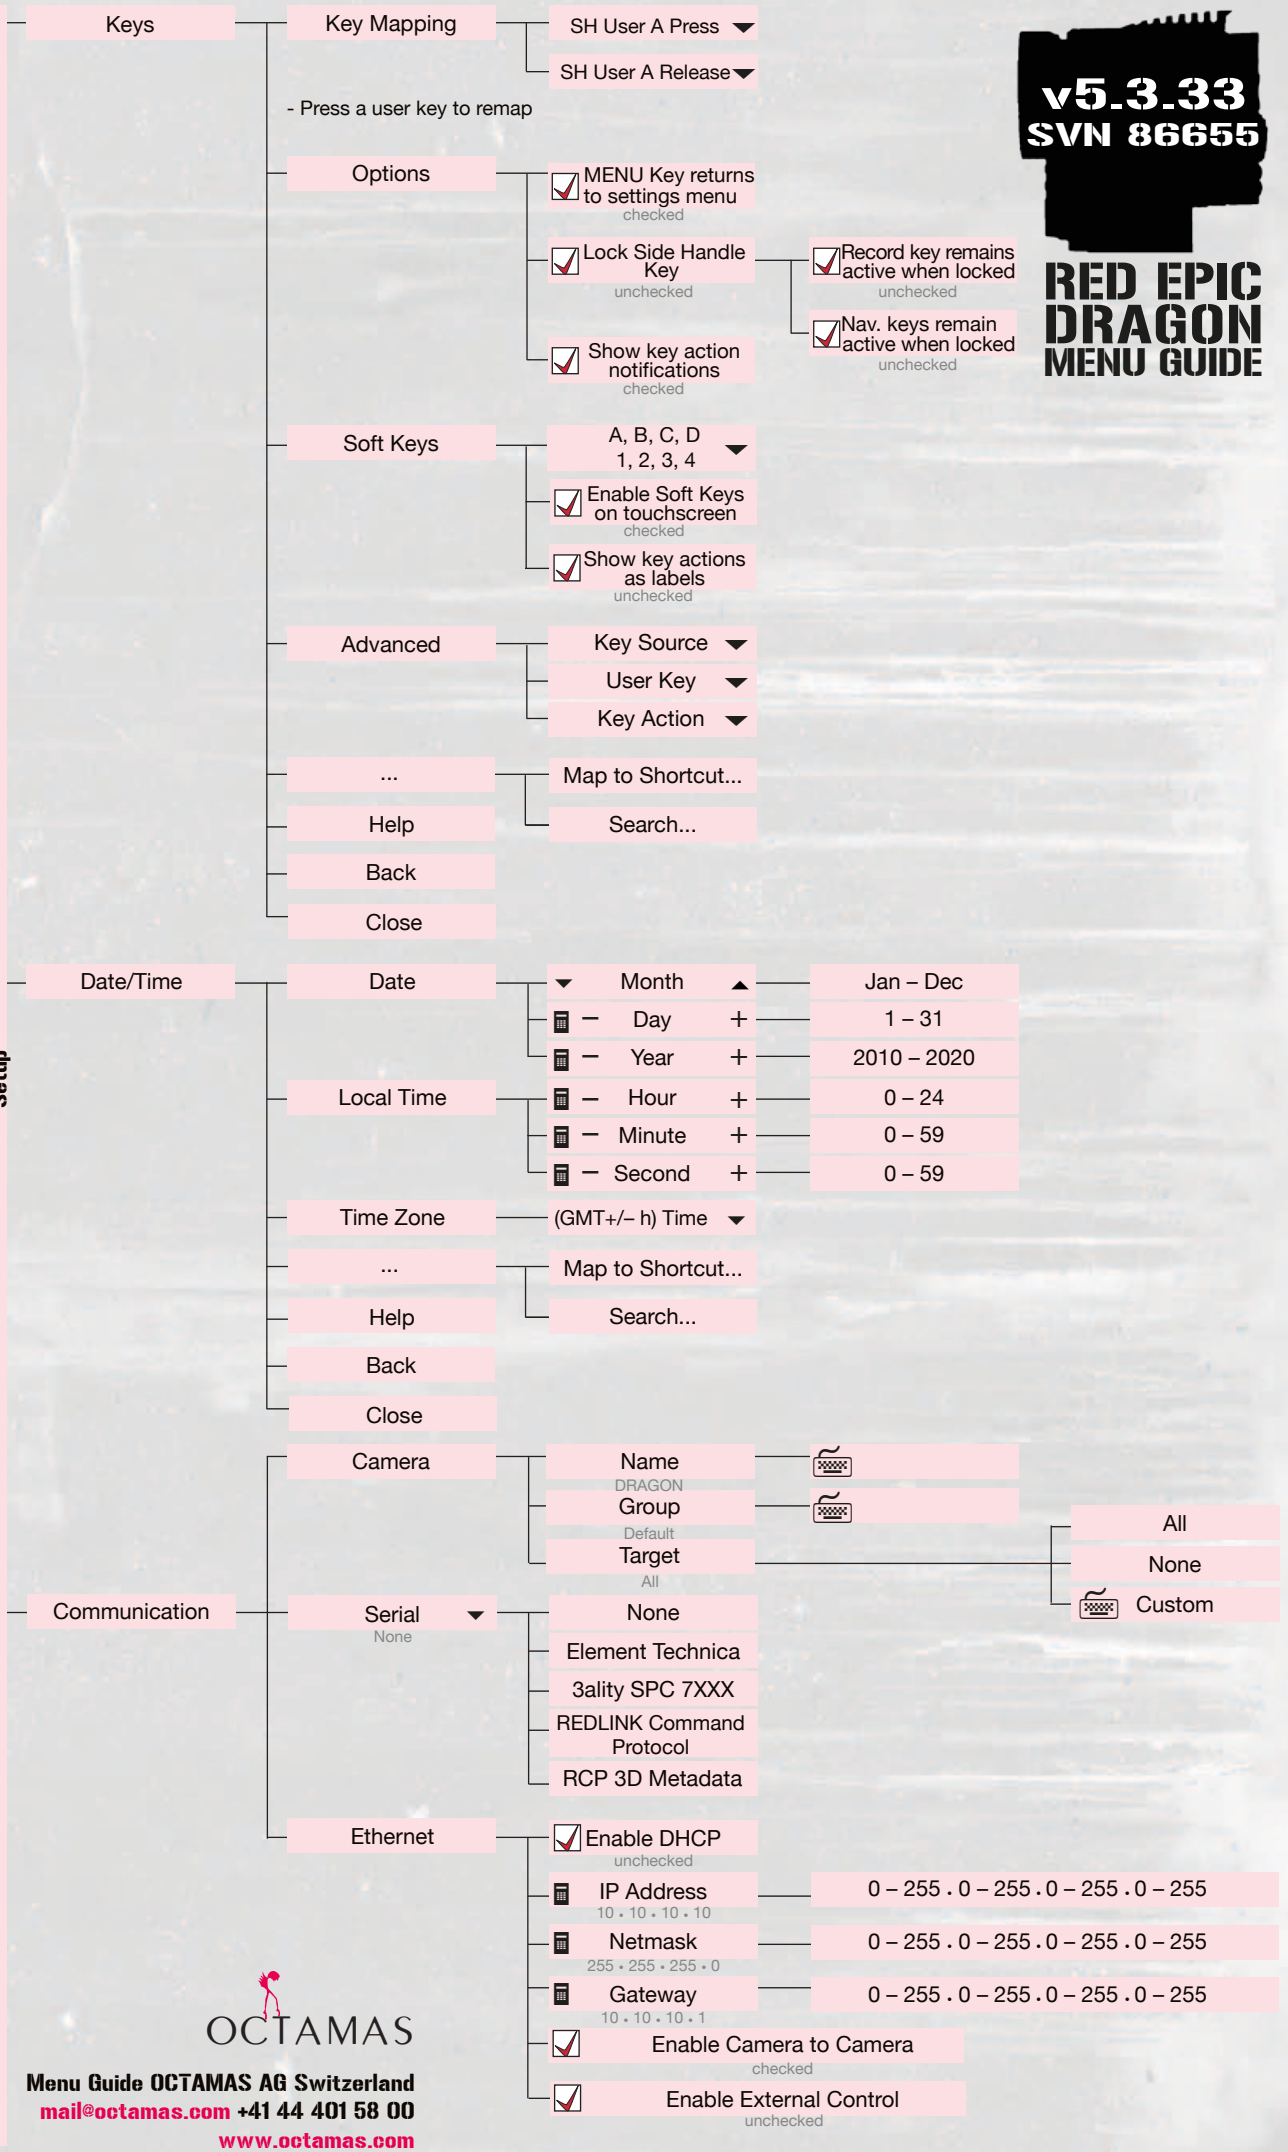 Keys
Key Mapping
SH User A Press
SH User A Release
- Press a user key to remap
v5.3.33
SVN 86655
RED EPIC
DRAGON
MENU GUIDE
Options
MENU Key returns
to settings menu
checked
Lock Side Handle
Key
unchecked
Record key remains
active when locked
unchecked
Nav. keys remain
active when locked
unchecked
Show key action
notifications
checked
Soft Keys
A, B, C, D
1, 2, 3, 4
Enable Soft Keys
on touchscreen
checked
Show key actions
as labels
unchecked
Advanced
Key Source
User Key
Key Action
...
Map to Shortcut...
Search...
Help
Back
Close
Setup
Date/Time
Date
Month
Jan – Dec
– Day +
1 – 31
– Year +
2010 – 2020
Local Time
– Hour +
0 – 24
– Minute +
0 – 59
– Second +
0 – 59
Time Zone
(GMT+/– h) Time
...
Map to Shortcut...
Search...
Help
Back
Close
Communication
Camera
Name
DRAGON
Group
Default
Target
All
All
None
Custom
Serial
None
None
Element Technica
3ality SPC 7XXX
REDLINK Command
Protocol
RCP 3D Metadata
Ethernet
Enable DHCP
unchecked
IP Address
10 • 10 • 10 • 10
0 – 255 . 0 – 255 . 0 – 255 . 0 – 255
Netmask
255 • 255 • 255 • 0
0 – 255 . 0 – 255 . 0 – 255 . 0 – 255
Gateway
10 • 10 • 10 • 1
0 – 255 . 0 – 255 . 0 – 255 . 0 – 255
Enable Camera to Camera
checked
Enable External Control
unchecked
OCTAMAS
Menu Guide OCTAMAS AG Switzerland
mail@octamas.com +41 44 401 58 00
www.octamas.com